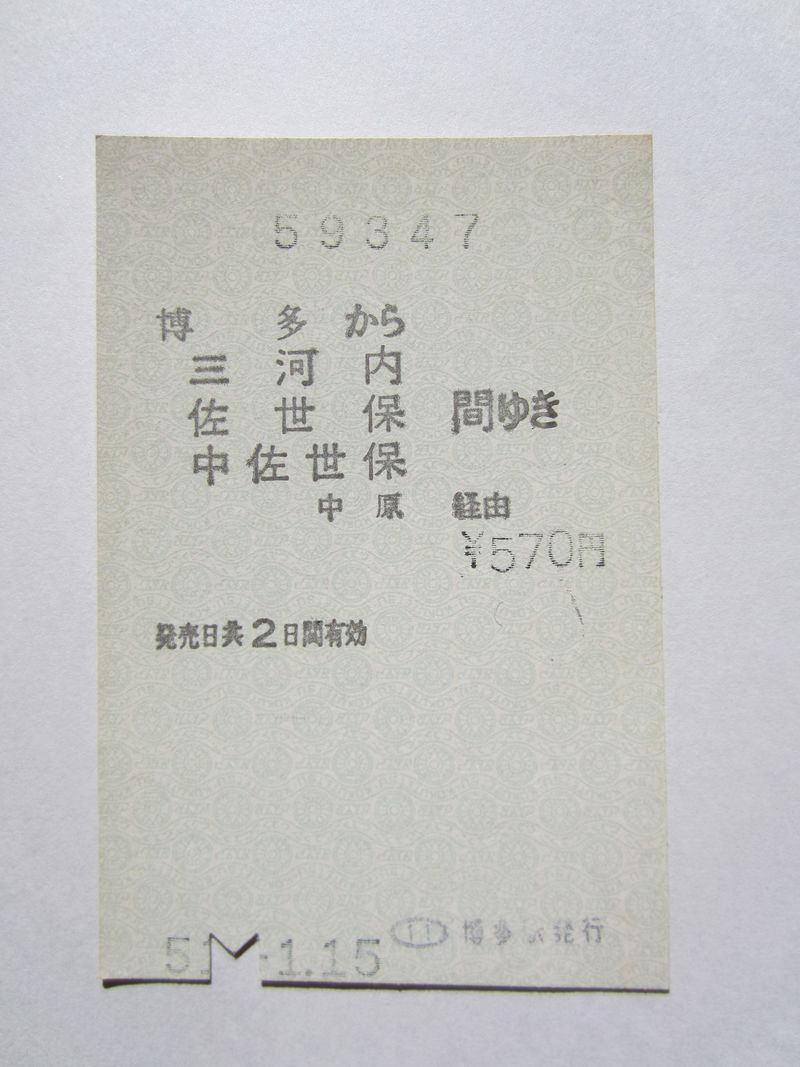 59347
博多から
三河内
佐世保 間ゆき
中佐世保
中原 経由
¥570円
発売日共2日間有効
51.-1.15 (11) 博多駅発行